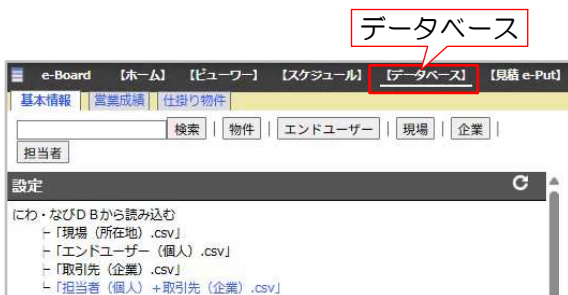 データベース
e-Board 【ホーム】 【ビューワー】 【スケジュール】 【データベース】 【見積 e-Put】
基本情報 営業成績 仕掛り物件
検索 | 物件 | エンドユーザー | 現場 | 企業 |
担当者
設定
にわ・なびDBから読み込む
├「現場（所在地）.csv」
├「エンドユーザー（個人）.csv」
├「取引先（企業）.csv」
└「担当者（個人）+取引先（企業）.csv」